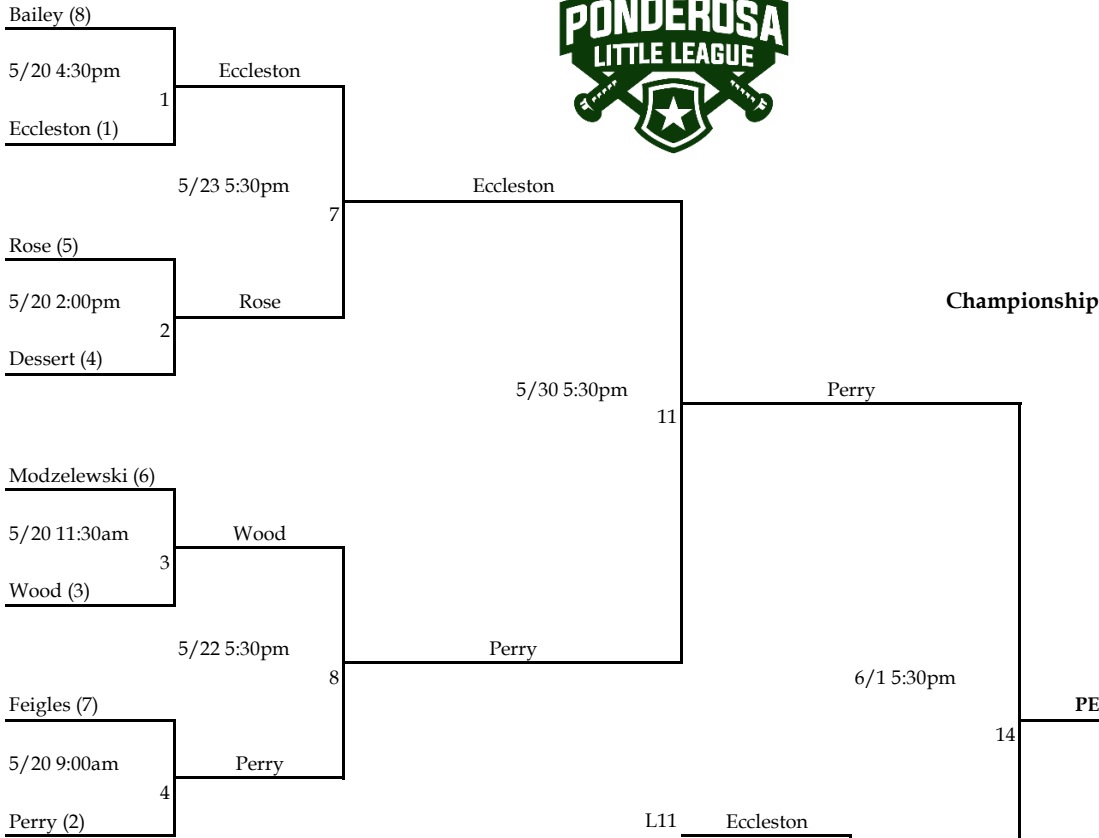 Bailey (8)
PONDEROSA
LITTLE LEAGUE
5/20 4:30pm
Eccleston
1
Eccleston (1)
5/23 5:30pm
Eccleston
7
Rose (5)
5/20 2:00pm
Rose
Championship
2
Dessert (4)
5/30 5:30pm
Perry
11
Modzelewski (6)
5/20 11:30am
Wood
3
Wood (3)
5/22 5:30pm
Perry
8
6/1 5:30pm
Feigles (7)
PE
14
5/20 9:00am
Perry
4
Perry (2)
L11
Eccleston